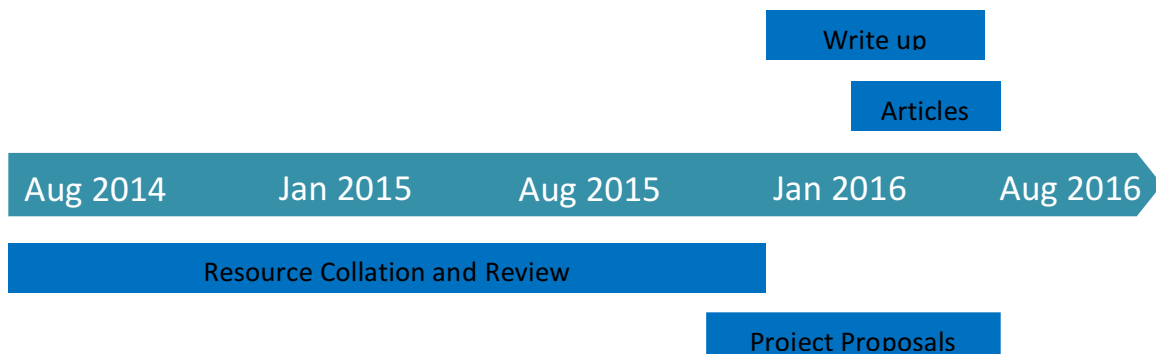 Write up
Articles
Aug 2014 Jan 2015 Aug 2015 Jan 2016 Aug 2016
Resource Collation and Review
Project Proposals